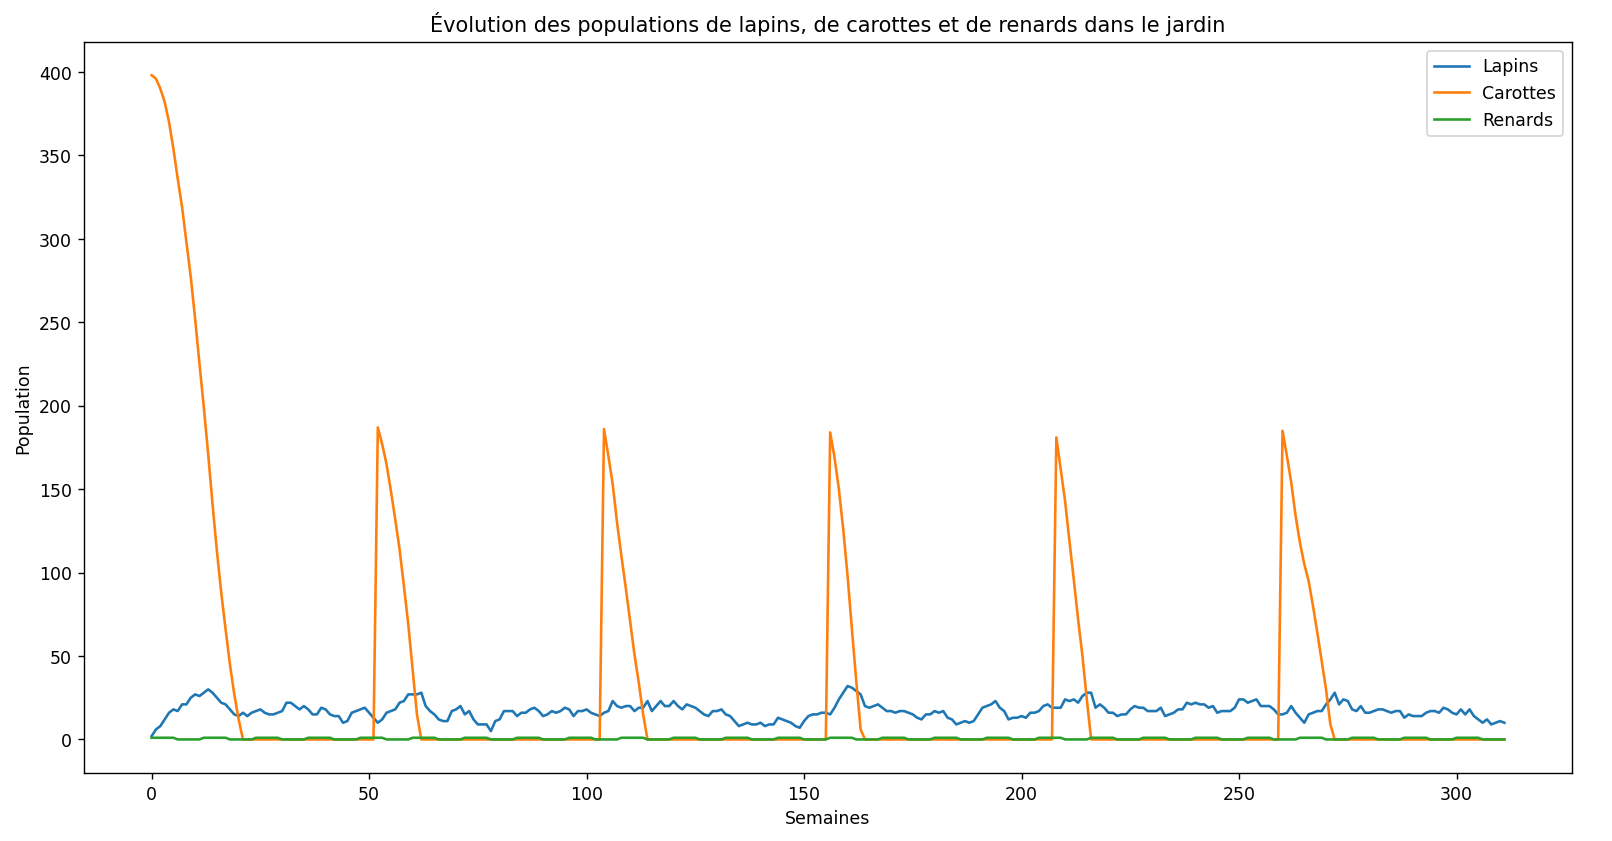 Évolution des populations de lapins, de carottes et de renards dans le jardin
Lapins
Carottes
Renards
Population
400
350
300
250
200
150
100
50
0
0
50
100
150
200
250
300
Semaines